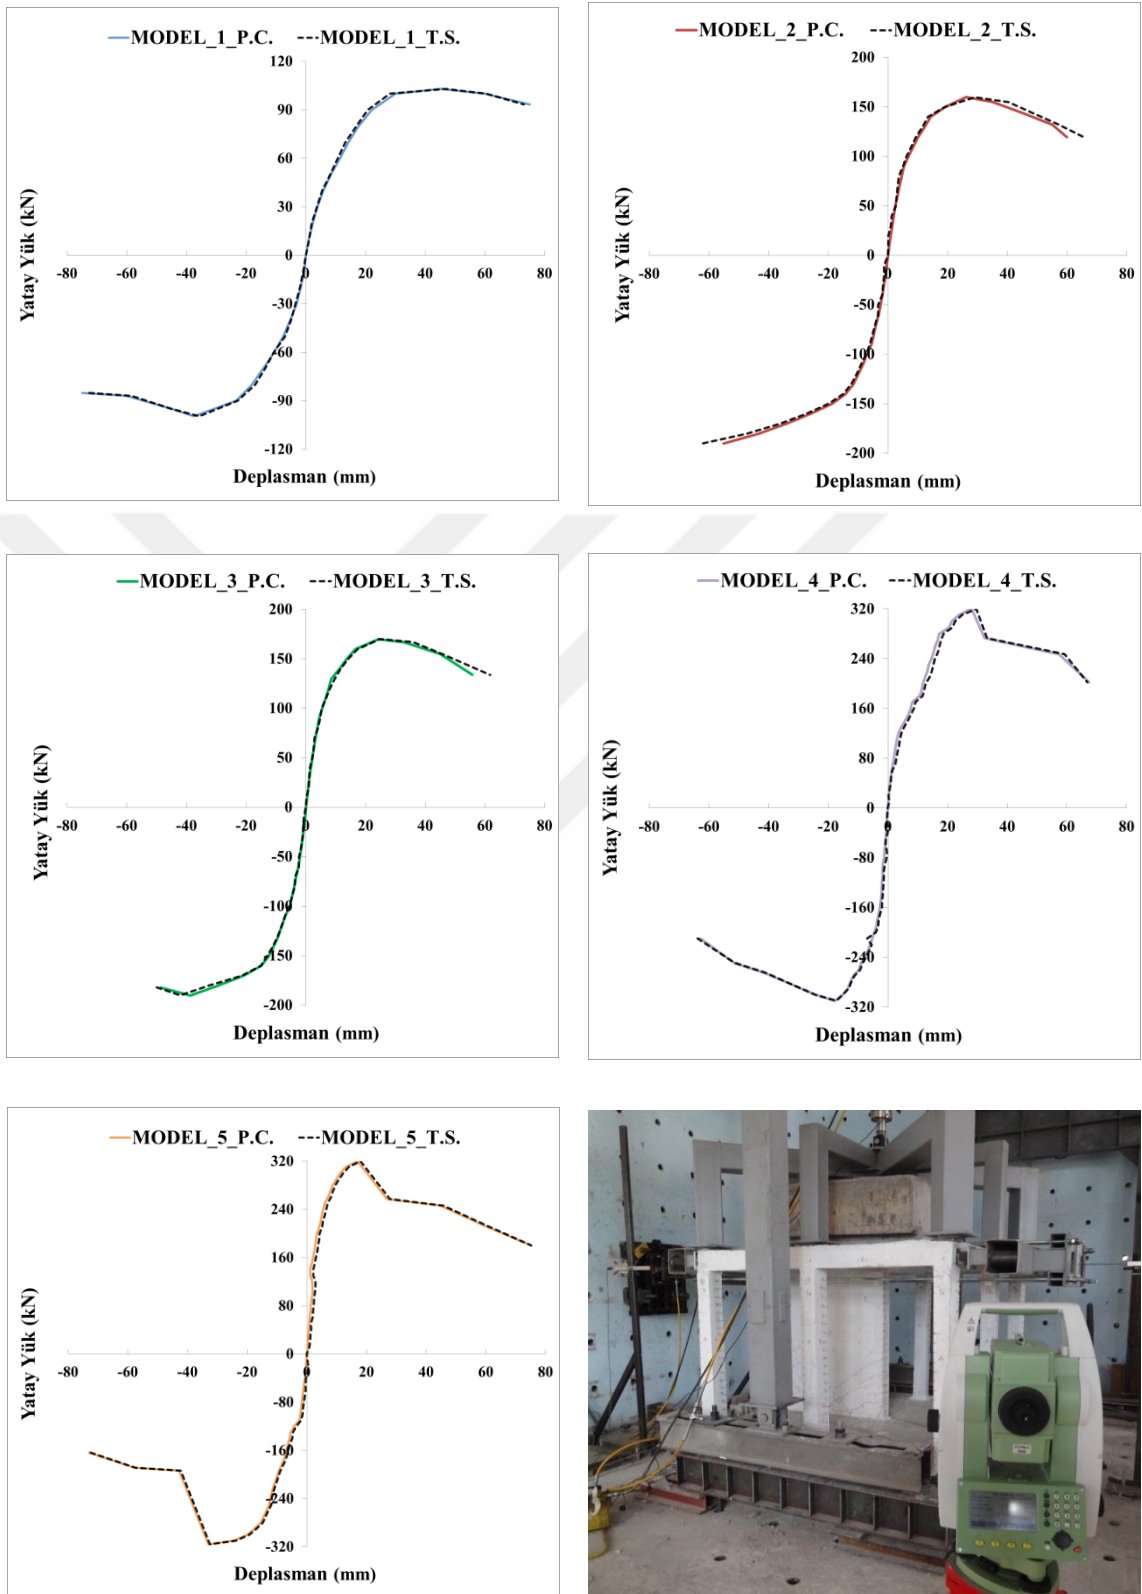 MODEL_1_P.C. MODEL_1_T.S.
120
90
60
30
0
-80 -60 -40 -20 0 20 40 60 80
-30
-60
-90
-120
Yatay Yük (kN)
Deplasman (mm)
MODEL_2_P.C. MODEL_2_T.S.
200
150
100
50
0
-80 -60 -40 -20 0 20 40 60 80
-50
-100
-150
-200
Yatay Yük (kN)
Deplasman (mm)
MODEL_3_P.C. MODEL_3_T.S.
200
150
100
50
0
-80 -60 -40 -20 0 20 40 60 80
-50
-100
-150
-200
Yatay Yük (kN)
Deplasman (mm)
MODEL_4_P.C. MODEL_4_T.S.
320
240
160
80
0
-80 -60 -40 -20 0 20 40 60 80
-80
-160
-240
-320
Yatay Yük (kN)
Deplasman (mm)
MODEL_5_P.C. MODEL_5_T.S.
320
240
160
80
0
-80 -60 -40 -20 0 20 40 60 80
-80
-160
-240
-320
Yatay Yük (kN)
Deplasman (mm)